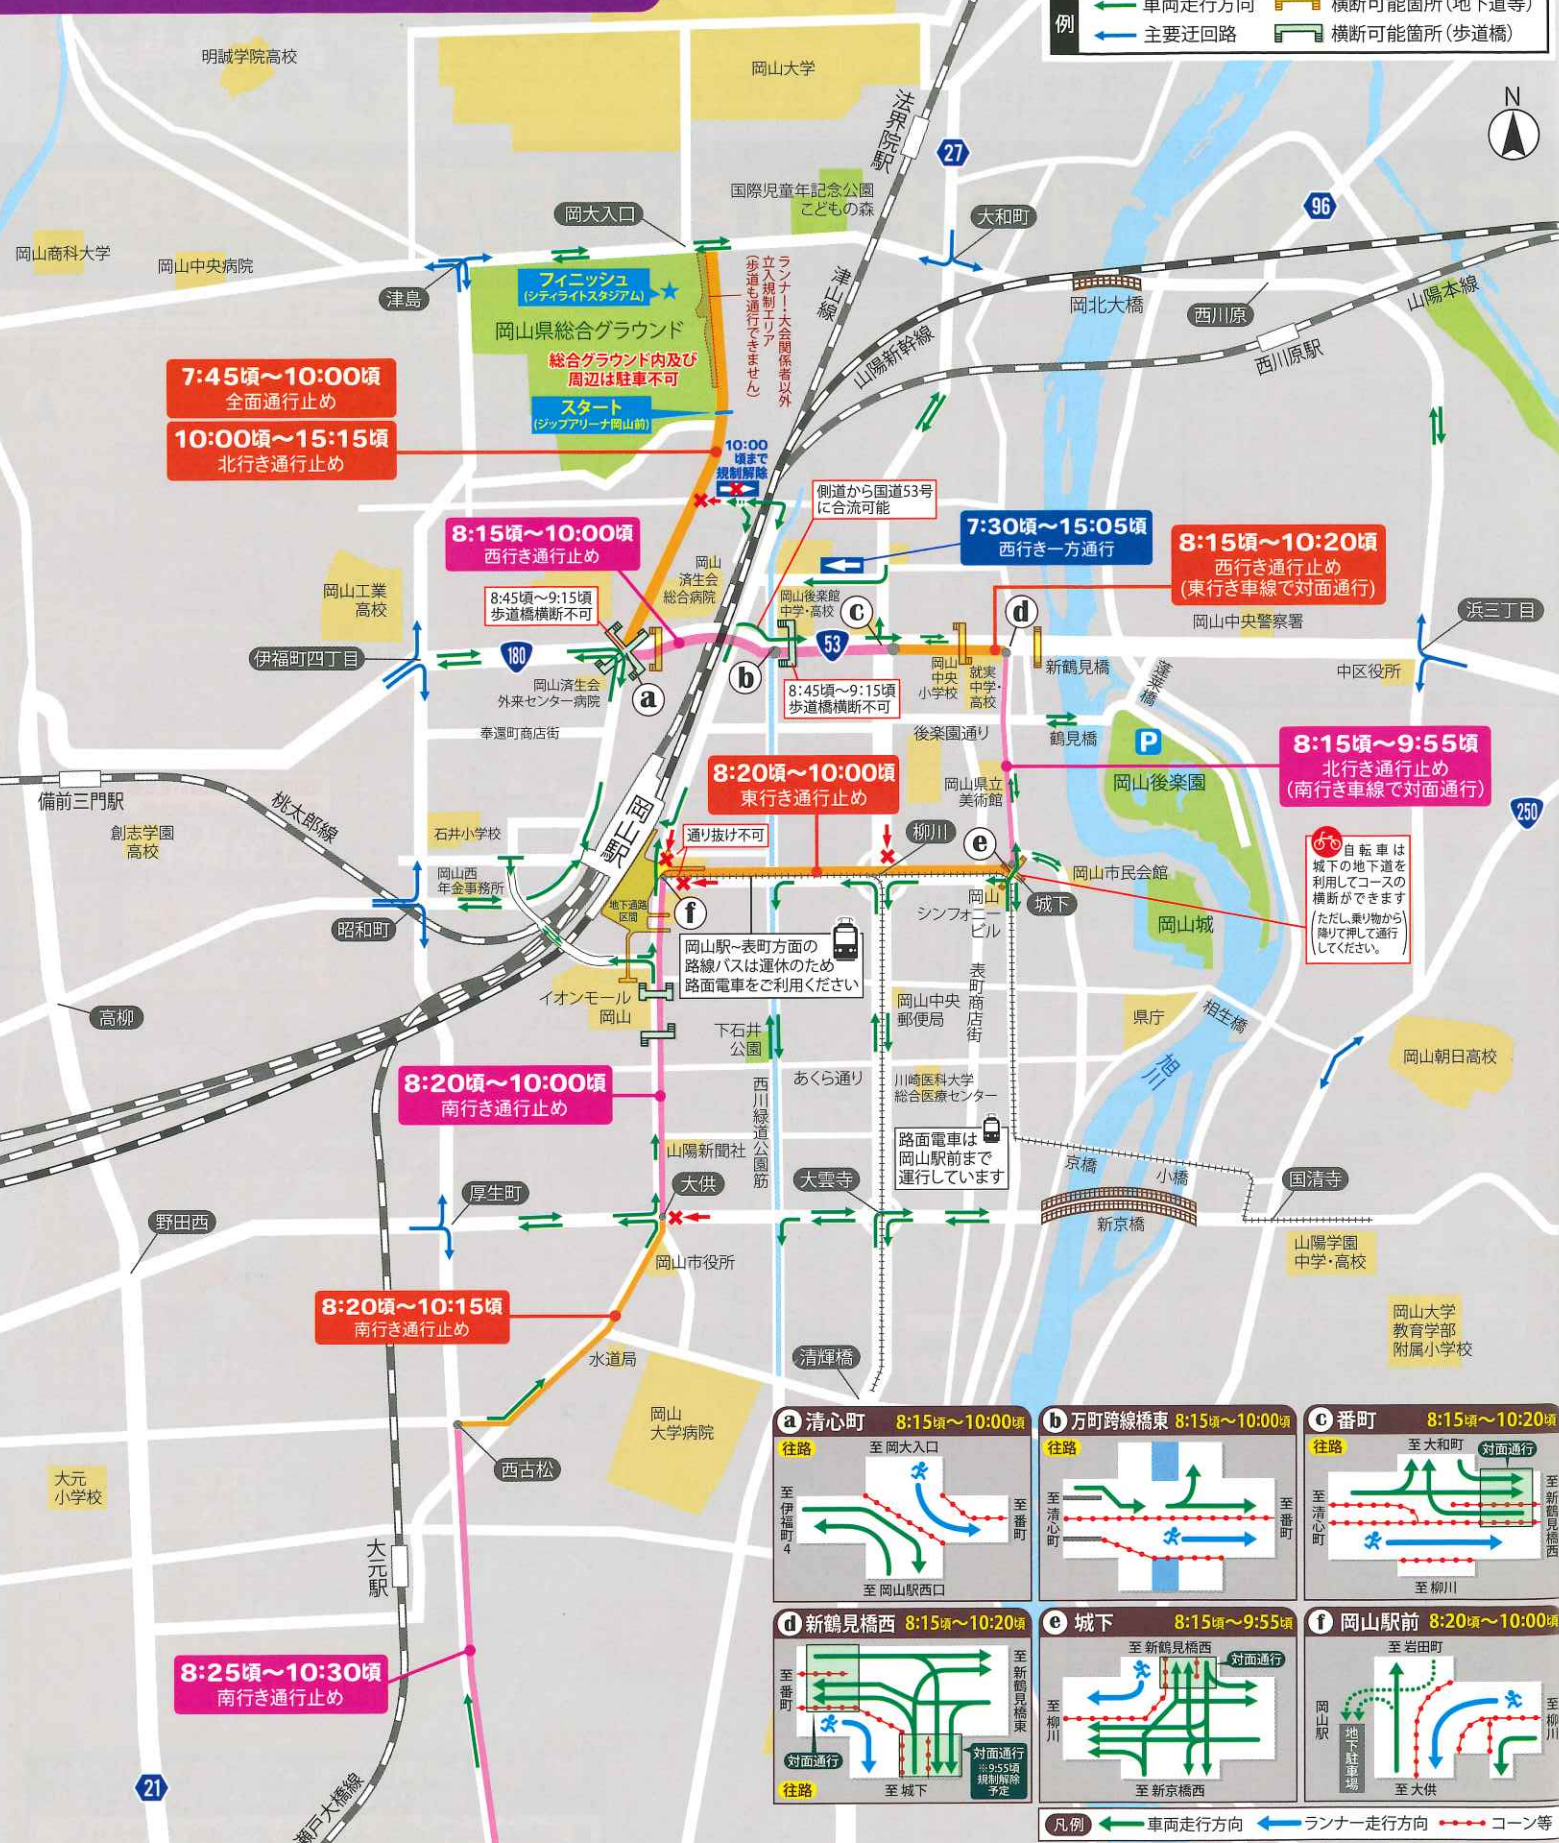 例
車両走行方向
横断可能箇所(地下道等)
主要迂回路
横断可能箇所(歩道橋)
N
明誠学院高校
岡山大学
法界院駅
27
国際児童年記念公園
こどもの森
岡大入口
大和町
96
岡山商科大学
岡山中央病院
津島
フィニッシュ
(シティライトスタジアム)
岡山県総合グラウンド
総合グラウンド内及び
周辺は駐車不可
スタート
(ジップアリーナ岡山前)
ランナー・大会関係者以外
立入規制エリア
(歩道も通行できません)
津山線
山陽新幹線
岡北大橋
西川原
西川原駅
山陽本線
7:45頃〜10:00頃
全面通行止め
10:00頃〜15:15頃
北行き通行止め
10:00
頃まで
規制解除
側道から国道53号
に合流可能
8:15頃〜10:00頃
西行き通行止め
7:30頃〜15:05頃
西行き一方通行
8:15頃〜10:20頃
西行き通行止め
(東行き車線で対面通行)
岡山工業
高校
8:45頃〜9:15頃
歩道橋横断不可
岡山
済生会
総合病院
岡山後楽館
中学・高校
c
d
岡山中央警察署
浜三丁目
伊福町四丁目
180
53
岡山済生会
外来センター病院
a
b
8:45頃〜9:15頃
歩道橋横断不可
岡山
中央
小学校
就実
中学・
高校
新鶴見橋
蓬莱橋
中区役所
奉還町商店街
後楽園通り
鶴見橋
P
岡山後楽園
8:15頃〜9:55頃
北行き通行止め
(南行き車線で対面通行)
備前三門駅
桃太郎線
創志学園
高校
石井小学校
岡山駅
8:20頃〜10:00頃
東行き通行止め
岡山県立
美術館
250
通り抜け不可
柳川
e
岡山市民会館
自転車は
城下の地下道を
利用してコースの
横断ができます
(ただし、乗り物から
降りて押して通行
してください。)
岡山西
年金事務所
昭和町
地下通路
区間
f
岡山
シンフォニー
ビル
城下
岡山城
岡山駅~表町方面の
路線バスは運休のため
路面電車をご利用ください
イオンモール
岡山
下石井
公園
岡山中央
郵便局
表町商店街
県庁
相生橋
高柳
旭川
岡山朝日高校
8:20頃〜10:00頃
南行き通行止め
あくら通り
川崎医科大学
総合医療センター
西川緑道公園筋
山陽新聞社
路面電車は
岡山駅前まで
運行しています
京橋
小橋
国清寺
厚生町
大供
大雲寺
新京橋
野田西
岡山市役所
山陽学園
中学・高校
8:20頃〜10:15頃
南行き通行止め
岡山大学
教育学部
附属小学校
水道局
清輝橋
岡山
大学病院
西古松
大元
小学校
大元駅
8:25頃〜10:30頃
南行き通行止め
21
瀬戸大橋線
a 清心町 8:15頃〜10:00頃
往路
至 岡大入口
至 伊福町4
至 番町
至 岡山駅西口
b 万町跨線橋東 8:15頃〜10:00頃
往路
至 清心町
至 番町
c 番町 8:15頃〜10:20頃
往路
至 大和町
対面通行
至 清心町
至 新鶴見橋西
至 柳川
d 新鶴見橋西 8:15頃〜10:20頃
至 番町
至 新鶴見橋東
対面通行
対面通行
※9:55頃
規制解除
予定
往路
至 城下
e 城下 8:15頃〜9:55頃
至 新鶴見橋西
対面通行
至 柳川
至 新京橋西
f 岡山駅前 8:20頃〜10:00頃
至 岩田町
岡山駅
地下駐車場
至 柳川
至 大供
凡例
車両走行方向
ランナー走行方向
コーン等